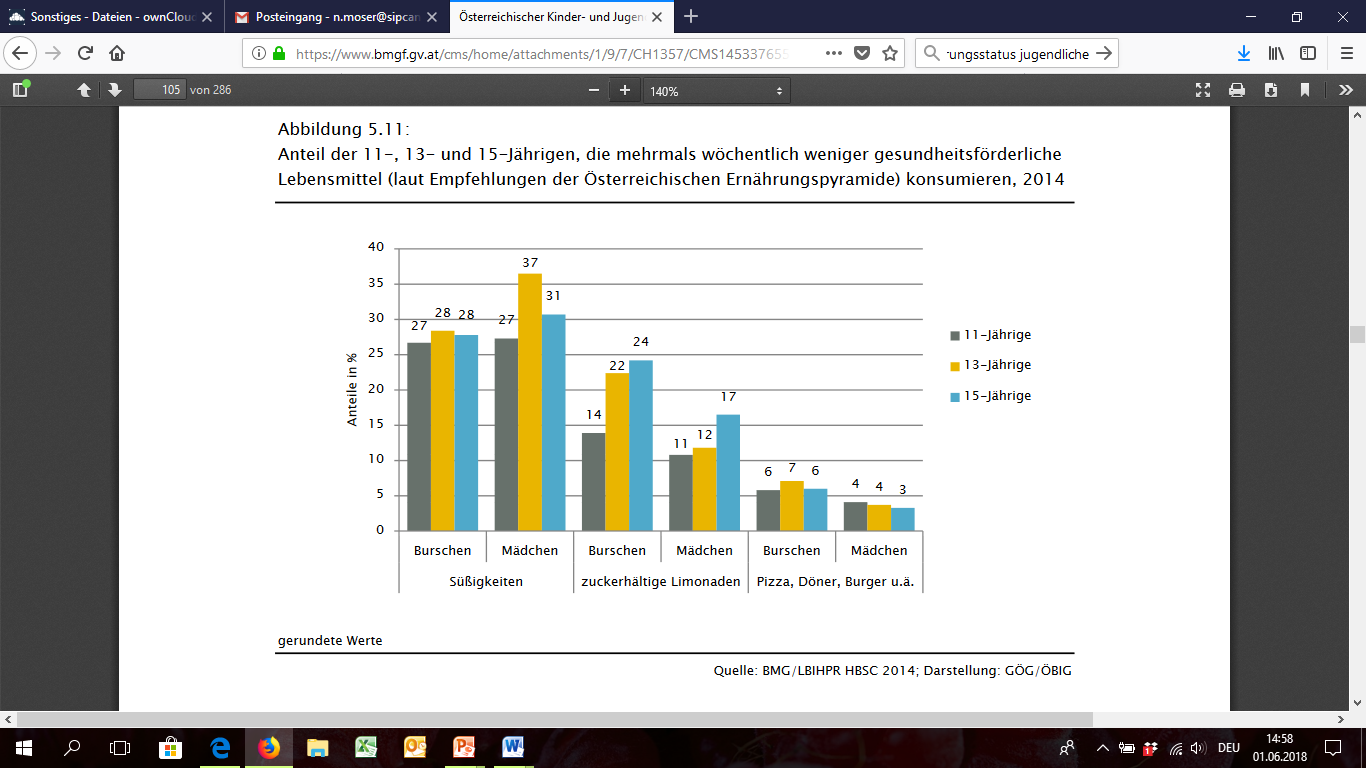 Sonstiges - Dateien - ownClou
Posteingang - n.moser@sipcan
Österreichischer Kinder- und Jugen
https://www.bmgf.gv.at/cms/home/attachments/1/9/7/CH1357/CMS145337655
ungsstatus jugendliche
105 von 286
140%
Abbildung 5.11:
Anteil der 11-, 13- und 15-Jährigen, die mehrmals wöchentlich weniger gesundheitsförderliche
Lebensmittel (laut Empfehlungen der Österreichischen Ernährungspyramide) konsumieren, 2014
Anteile in %
40
35
30
25
20
15
10
5
0
27 28 28
27 37 31
14 22 24
11 12 17
6 7 6
4 4 3
Burschen Mädchen Burschen Mädchen Burschen Mädchen
Süßigkeiten zuckerhältige Limonaden Pizza, Döner, Burger u.ä.
11-Jährige
13-Jährige
15-Jährige
gerundete Werte
Quelle: BMG/LBIHPR HBSC 2014; Darstellung: GÖG/ÖBIG
DEU
14:58
01.06.2018